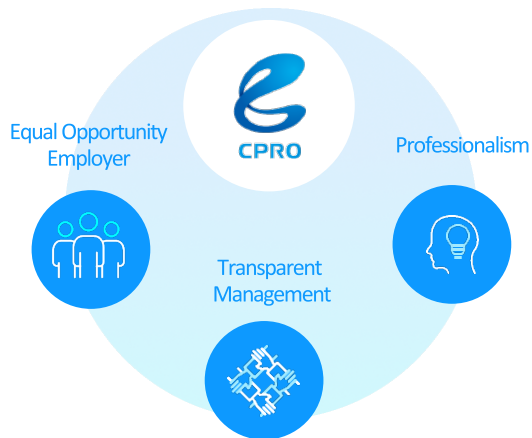 CPRO
Equal Opportunity
Employer
Professionalism
Transparent
Management